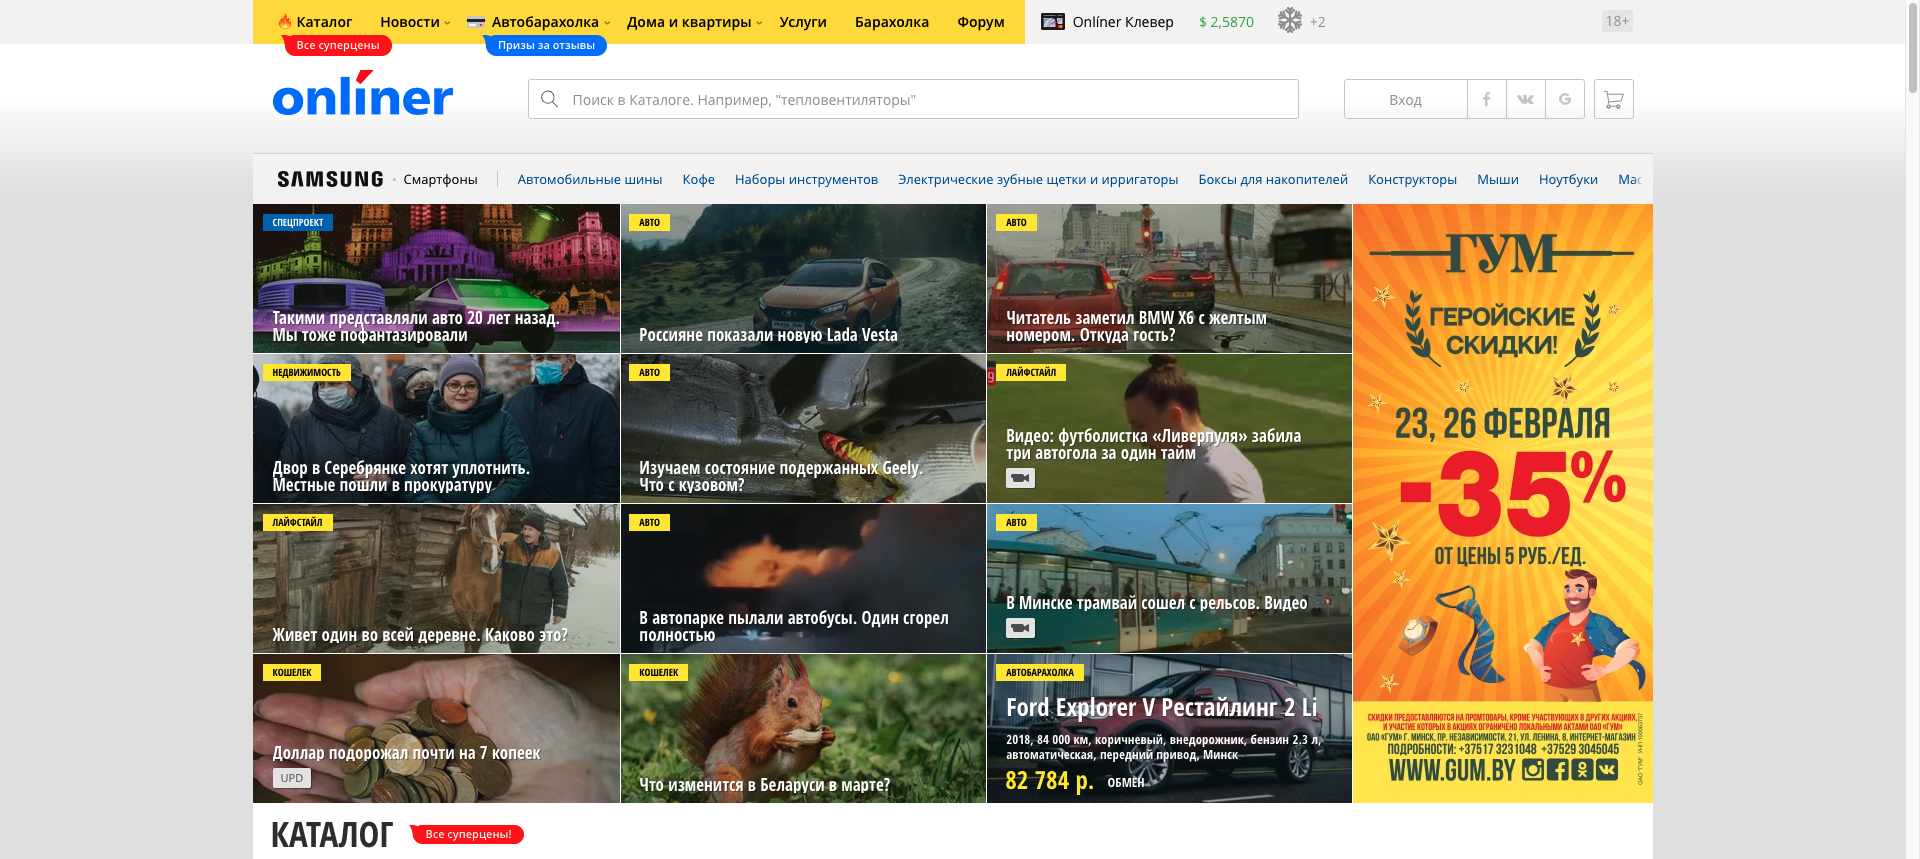 Каталог
Новости
Автобарахолка
Дома и квартиры
Услуги
Барахолка
Форум
Onlíner Клевер
$ 2,5870
+2
18+
Все суперцены
Призы за отзывы
onlíner
Поиск в Каталоге. Например, "тепловентиляторы"
Вход
SAMSUNG
Смартфоны
Автомобильные шины
Кофе
Наборы инструментов
Электрические зубные щетки и ирригаторы
Боксы для накопителей
Конструкторы
Мыши
Ноутбуки
Мас
СПЕЦПРОЕКТ
Такими представляли авто 20 лет назад.
Мы тоже пофантазировали
АВТО
Россияне показали новую Lada Vesta
АВТО
Читатель заметил BMW X6 с желтым
номером. Откуда гость?
НЕДВИЖИМОСТЬ
Двор в Серебрянке хотят уплотнить.
Местные пошли в прокуратуру
АВТО
Изучаем состояние подержанных Geely.
Что с кузовом?
ЛАЙФСТАЙЛ
Видео: футболистка «Ливерпуля» забила
три автогола за один тайм
ЛАЙФСТАЙЛ
Живет один во всей деревне. Каково это?
АВТО
В автопарке пылали автобусы. Один сгорел
полностью
АВТО
В Минске трамвай сошел с рельсов. Видео
КОШЕЛЕК
Доллар подорожал почти на 7 копеек
UPD
КОШЕЛЕК
Что изменится в Беларуси в марте?
АВТОБАРАХОЛКА
Ford Explorer V Рестайлинг 2 Li
2018, 84 000 км, коричневый, внедорожник, бензин 2.3 л,
автоматическая, передний привод, Минск
82 784 р.
ОБМЕН
ГУМ
ГЕРОЙСКИЕ
СКИДКИ!
23, 26 ФЕВРАЛЯ
-35%
ОТ ЦЕНЫ 5 РУБ./ЕД.
СКИДКИ ПРЕДОСТАВЛЯЮТСЯ НА ПРОМТОВАРЫ, КРОМЕ УЧАСТВУЮЩИХ В ДРУГИХ АКЦИЯХ,
И УЧАСТИЕ КОТОРЫХ В АКЦИЯХ ОГРАНИЧЕНО ЛОКАЛЬНЫМИ АКТАМИ ОАО «ГУМ»
ОАО «ГУМ» Г. МИНСК, ПР. НЕЗАВИСИМОСТИ, 21, УЛ. ЛЕНИНА, 8, ИНТЕРНЕТ-МАГАЗИН
ПОДРОБНОСТИ: +37517 3231048 +37529 3045045
WWW.GUM.BY
КАТАЛОГ
Все суперцены!